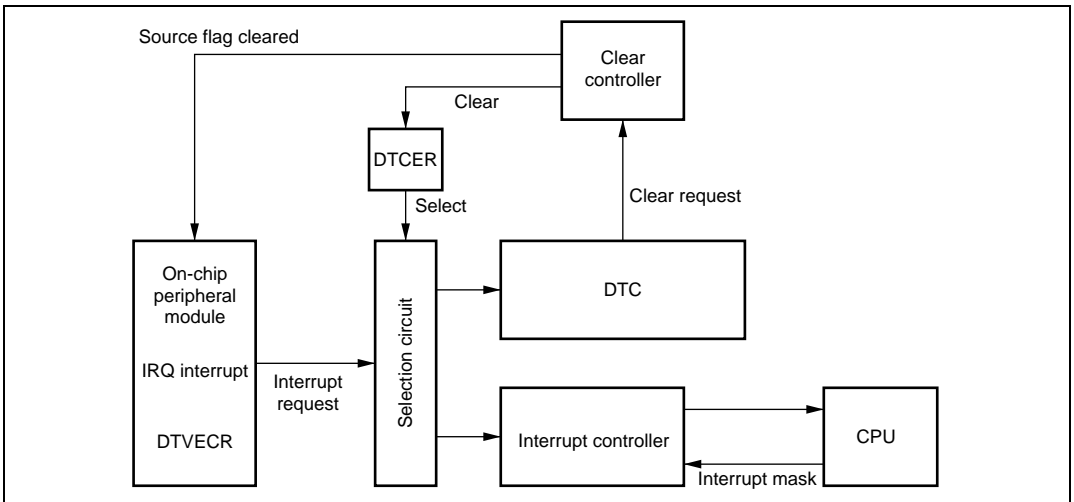 Source flag cleared
Clear
controller
Clear
DTCER
Clear request
Select
On-chip
peripheral
module
DTC
Selection circuit
IRQ interrupt
Interrupt
request
DTVECR
Interrupt controller
CPU
Interrupt mask